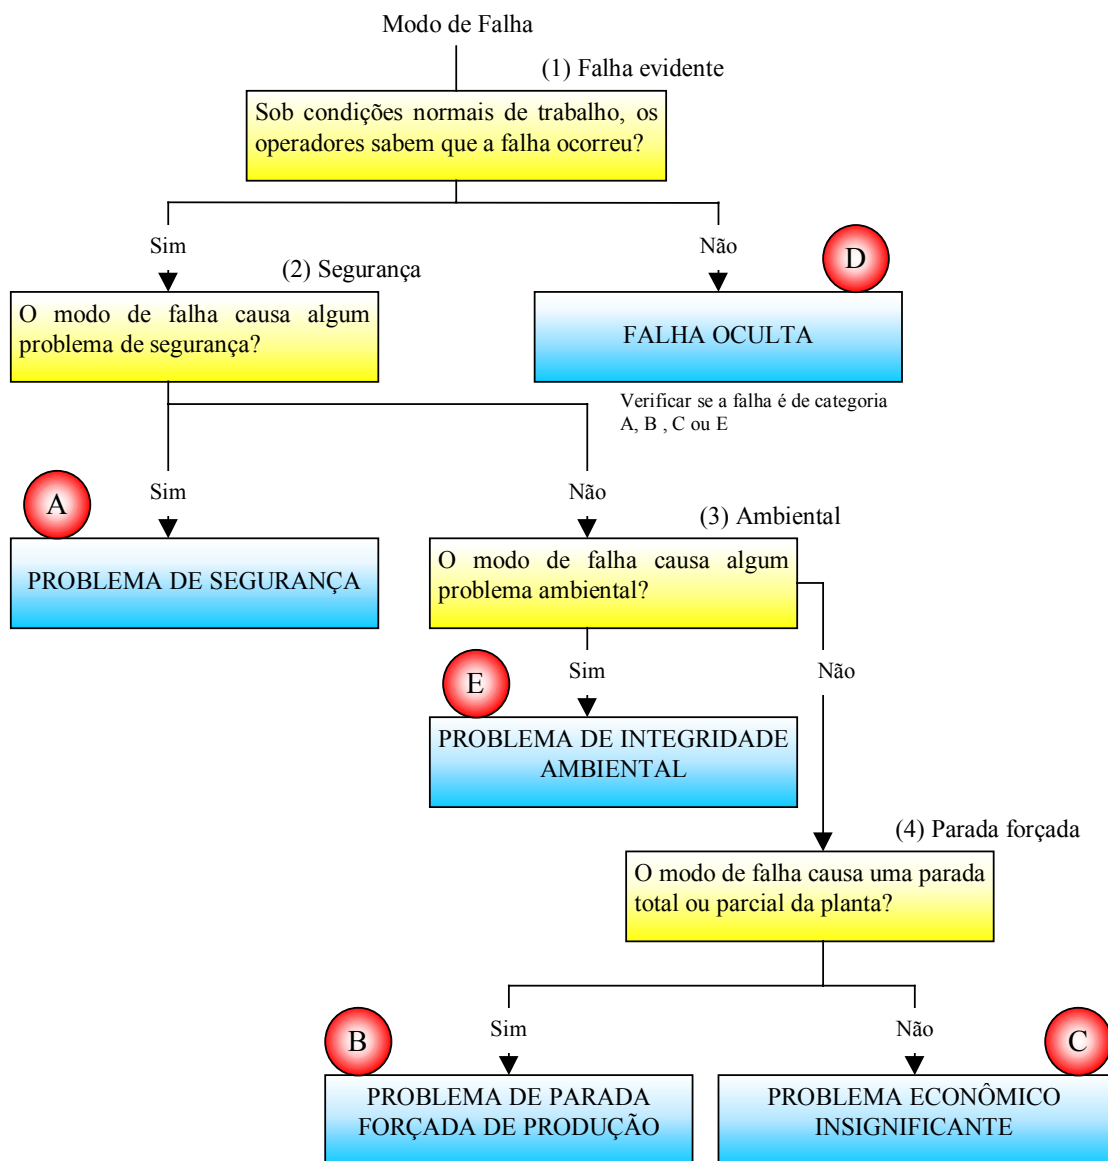 Modo de Falha
(1) Falha evidente
Sob condições normais de trabalho, os
operadores sabem que a falha ocorreu?
Sim
Não
D
(2) Segurança
O modo de falha causa algum
problema de segurança?
FALHA OCULTA
Verificar se a falha é de categoria
A, B , C ou E
A
Sim
Não
(3) Ambiental
PROBLEMA DE SEGURANÇA
O modo de falha causa algum
problema ambiental?
E
Sim
Não
PROBLEMA DE INTEGRIDADE
AMBIENTAL
(4) Parada forçada
O modo de falha causa uma parada
total ou parcial da planta?
B
Sim
Não
C
PROBLEMA DE PARADA
FORÇADA DE PRODUÇÃO
PROBLEMA ECONÔMICO
INSIGNIFICANTE